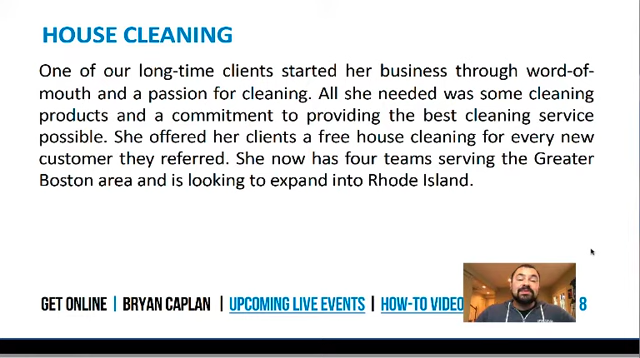 HOUSE CLEANING
One of our long-time clients started her business through word-of-
mouth and a passion for cleaning. All she needed was some cleaning
products and a commitment to providing the best cleaning service
possible. She offered her clients a free house cleaning for every new
customer they referred. She now has four teams serving the Greater
Boston area and is looking to expand into Rhode Island.
GET ONLINE | BRYAN CAPLAN | UPCOMING LIVE EVENTS | HOW-TO VIDEO 8